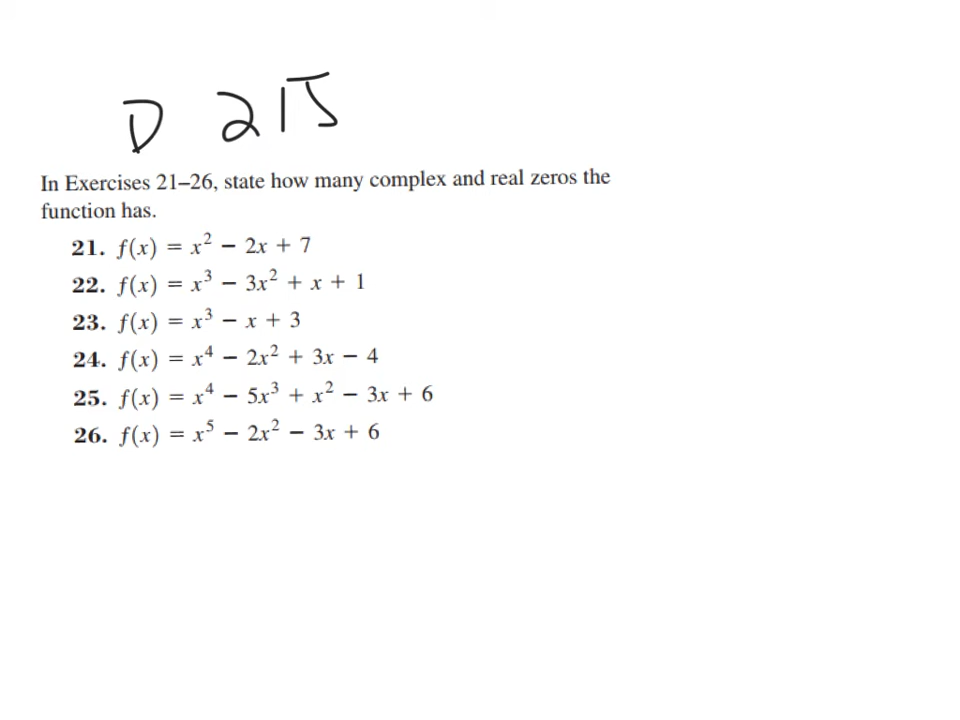 D 215
In Exercises 21–26, state how many complex and real zeros the
function has.
21. f(x) = x² − 2x + 7
22. f(x) = x³ − 3x² + x + 1
23. f(x) = x³ − x + 3
24. f(x) = x⁴ − 2x² + 3x − 4
25. f(x) = x⁴ − 5x³ + x² − 3x + 6
26. f(x) = x⁵ − 2x² − 3x + 6